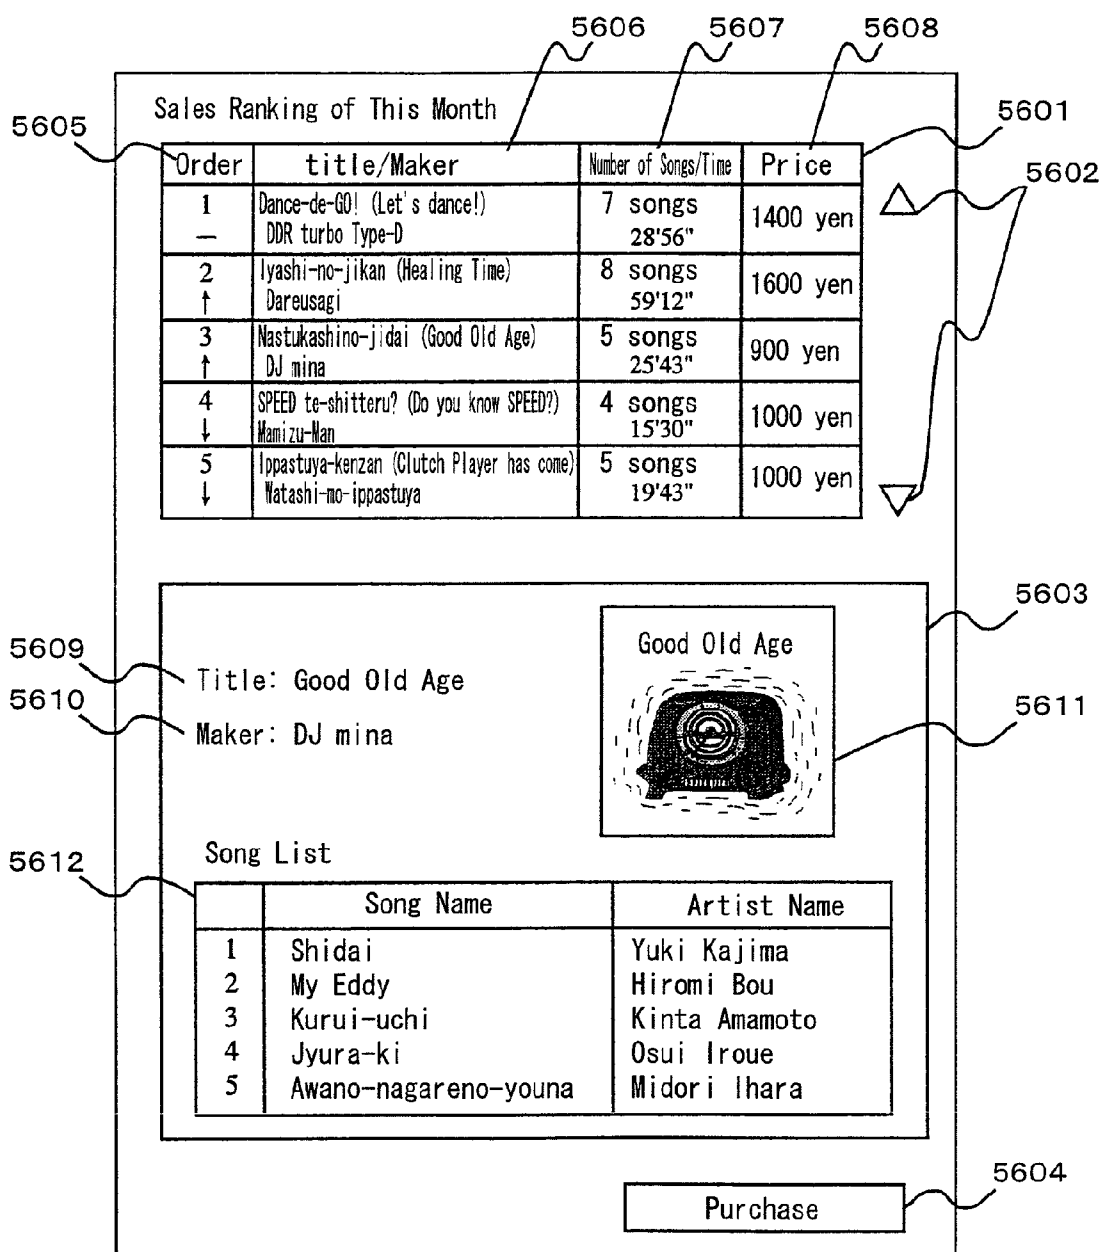 5606 5607 5608
Sales Ranking of This Month
5605 5601
Order title/Maker Number of Songs/Time Price
5602
1 Dance-de-GO! (Let's dance!) 7 songs 1400 yen
— DDR turbo Type-D 28'56"
2 Iyashi-no-jikan (Healing Time) 8 songs 1600 yen
↑ Dareusagi 59'12"
3 Nastukashino-jidai (Good Old Age) 5 songs 900 yen
↑ DJ mina 25'43"
4 SPEED te-shitteru? (Do you know SPEED?) 4 songs 1000 yen
↓ Mamizu-Man 15'30"
5 Ippastuya-kenzan (Clutch Player has come) 5 songs 1000 yen
↓ Watashi-mo-ippastuya 19'43"
5603
Good Old Age
5609
Title: Good Old Age
5610
5611
Maker: DJ mina
Song List
5612
Song Name Artist Name
1 Shidai Yuki Kajima
2 My Eddy Hiromi Bou
3 Kurui-uchi Kinta Amamoto
4 Jyura-ki Osui Iroue
5 Awano-nagareno-youna Midori Ihara
5604
Purchase